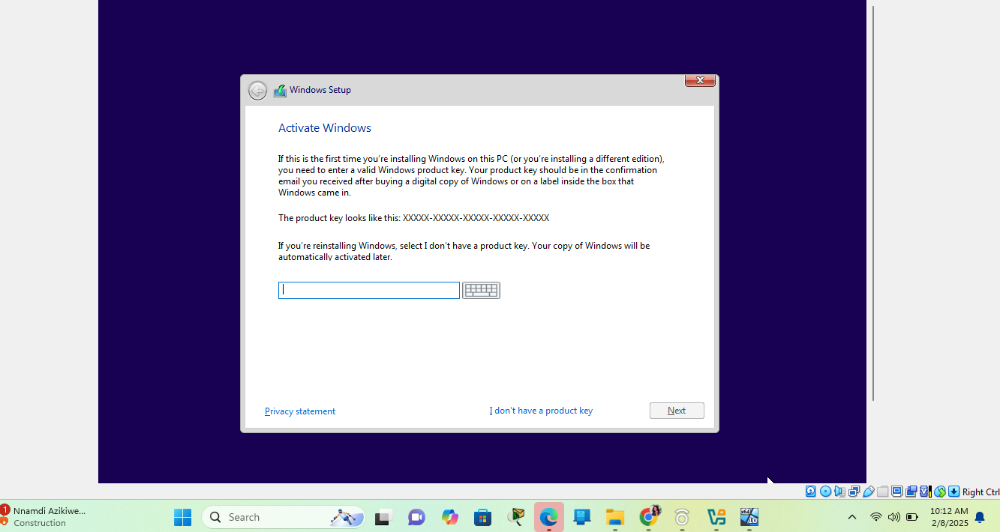 Windows Setup
Activate Windows
If this is the first time you're installing Windows on this PC (or you're installing a different edition),
you need to enter a valid Windows product key. Your product key should be in the confirmation
email you received after buying a digital copy of Windows or on a label inside the box that
Windows came in.
The product key looks like this: XXXXX-XXXXX-XXXXX-XXXXX-XXXXX
If you're reinstalling Windows, select I don't have a product key. Your copy of Windows will be
automatically activated later.
Privacy statement
I don't have a product key
Next
Right Ctrl
1
Nnamdi Azikiwe...
Construction
Search
x64
10
10:12 AM
2/8/2025